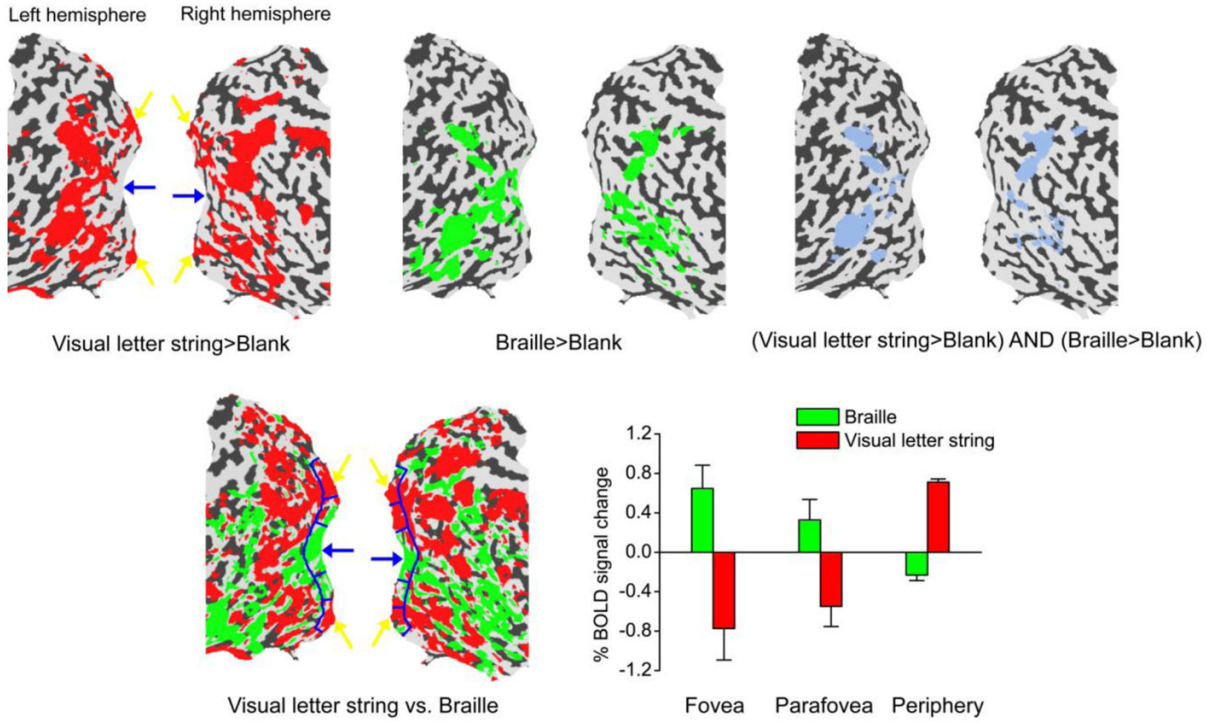 Left hemisphere
Right hemisphere
Visual letter string>Blank
Braille>Blank
(Visual letter string>Blank) AND (Braille>Blank)
Visual letter string vs. Braille
Braille
Visual letter string
% BOLD signal change
1.2
0.8
0.4
0.0
-0.4
-0.8
-1.2
Fovea
Parafovea
Periphery